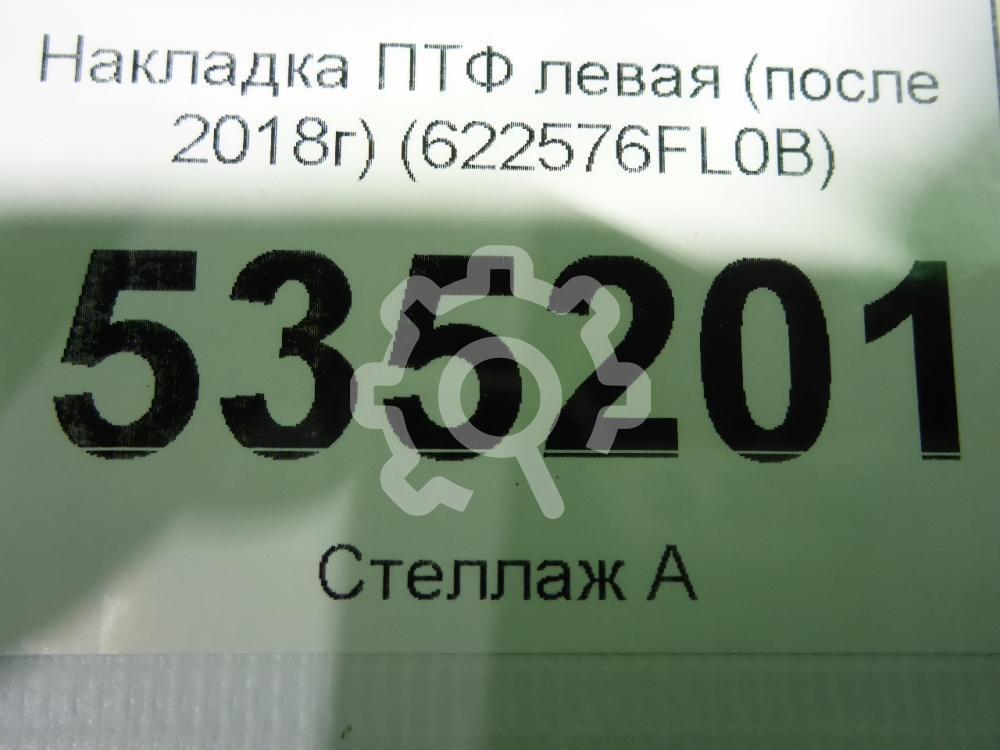 Накладка ПТФ левая (после
2018г) (622576FL0B)
535201
Стеллаж А